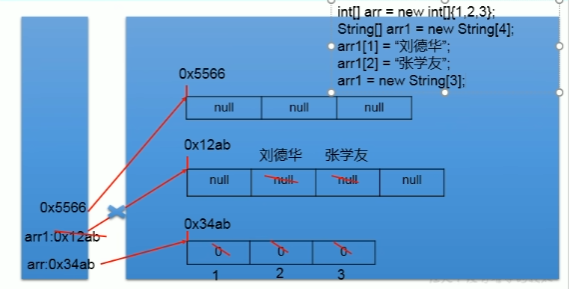 int[] arr = new int[]{1,2,3};
String[] arr1 = new String[4];
arr1[1] = “刘德华”;
arr1[2] = “张学友”;
arr1 = new String[3];
0x5566
null null null
0x12ab
刘德华 张学友
null null null null
0x5566
0x34ab
arr1:0x12ab
0 0 0
arr:0x34ab
1 2 3